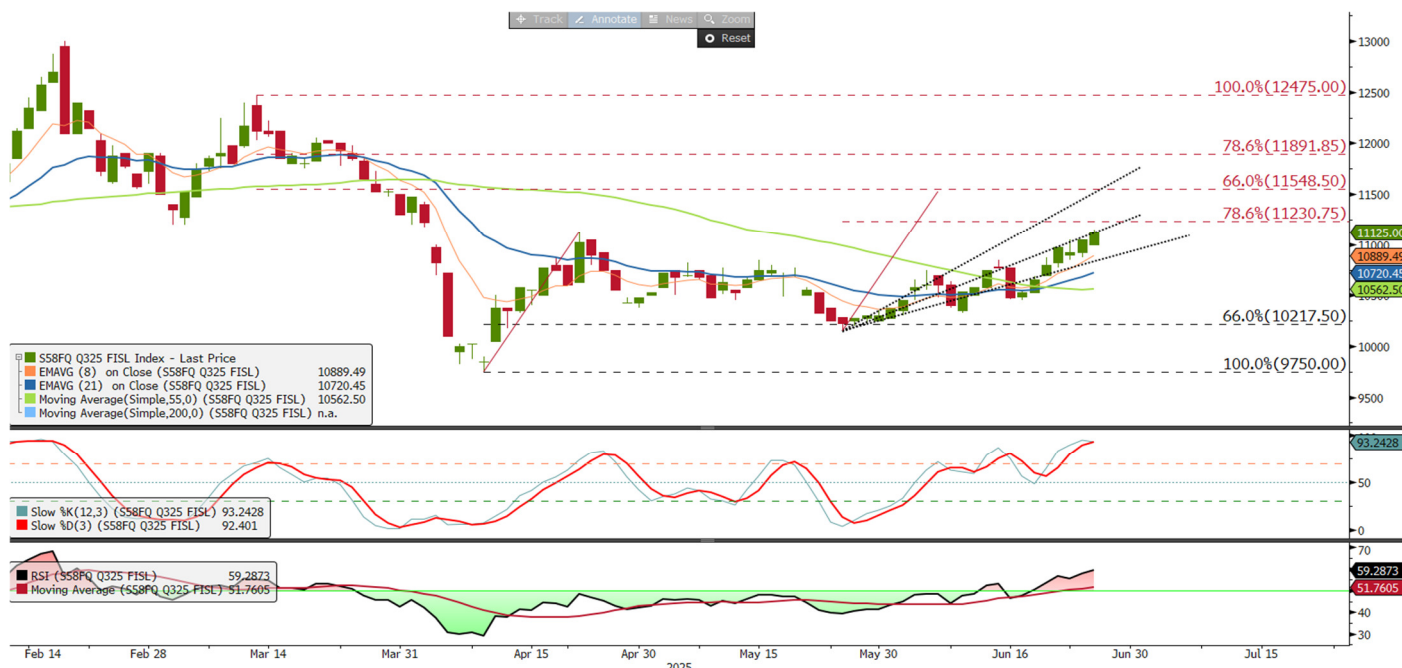 Track Annotate News Zoom
Reset
13000
100.0%(12475.00)
12500
12000
78.6%(11891.85)
66.0%(11548.50)
11500
78.6%(11230.75)
11125.00
11000
10889.49
10720.45
10562.50
66.0%(10217.50)
10000
100.0%(9750.00)
9500
S58FQ Q325 FISL Index - Last Price
EMAVG (8) on Close (S58FQ Q325 FISL) 10889.49
EMAVG (21) on Close (S58FQ Q325 FISL) 10720.45
Moving Average(Simple,55,0) (S58FQ Q325 FISL) 10562.50
Moving Average(Simple,200,0) (S58FQ Q325 FISL) n.a.
93.2428
50
0
Slow %K(12,3) (S58FQ Q325 FISL) 93.2428
Slow %D(3) (S58FQ Q325 FISL) 92.401
70
59.2873
51.7605
40
30
RSI (S58FQ Q325 FISL) 59.2873
Moving Average (S58FQ Q325 FISL) 51.7605
Feb 14 Feb 28 Mar 14 Mar 31 Apr 15 Apr 30 May 15 May 30 Jun 16 Jun 30 Jul 15
2025